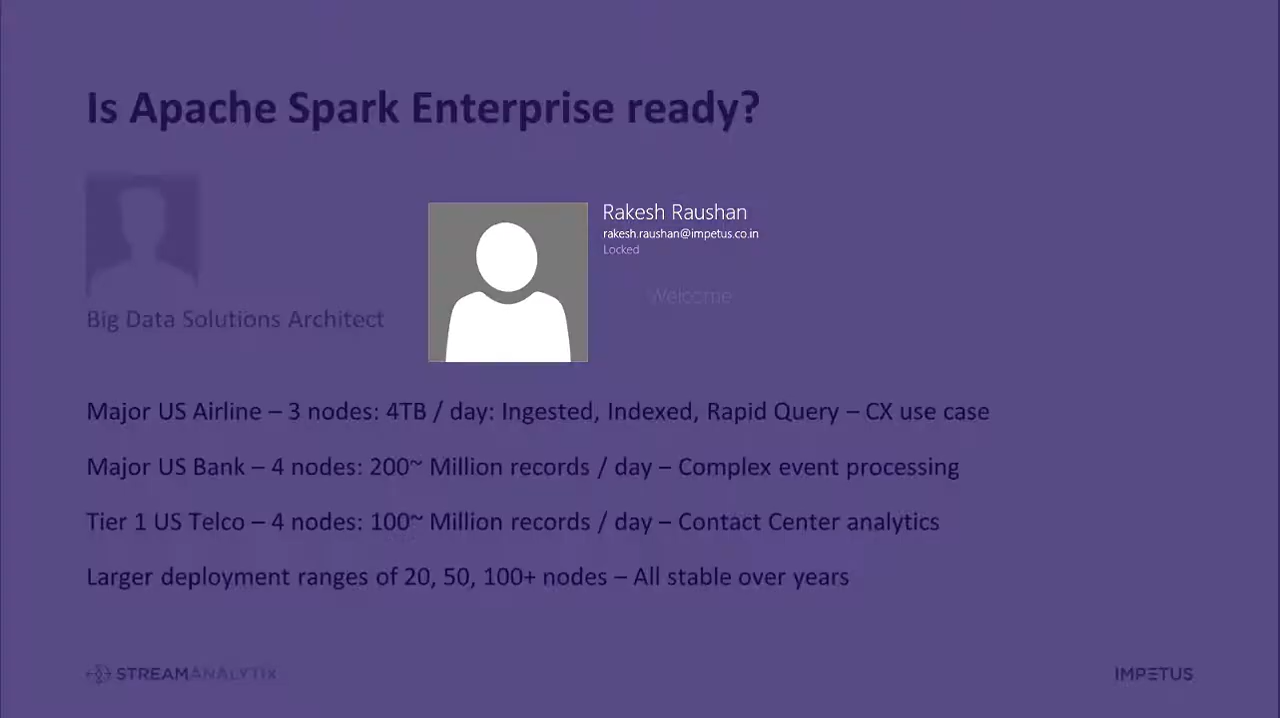 Is Apache Spark Enterprise ready?
Rakesh Raushan
rakesh.raushan@impetus.co.in
Locked
Welcome
Big Data Solutions Architect
Major US Airline – 3 nodes: 4TB / day: Ingested, Indexed, Rapid Query – CX use case
Major US Bank – 4 nodes: 200~ Million records / day – Complex event processing
Tier 1 US Telco – 4 nodes: 100~ Million records / day – Contact Center analytics
Larger deployment ranges of 20, 50, 100+ nodes – All stable over years
STREAMANALYTIX
IMPETUS